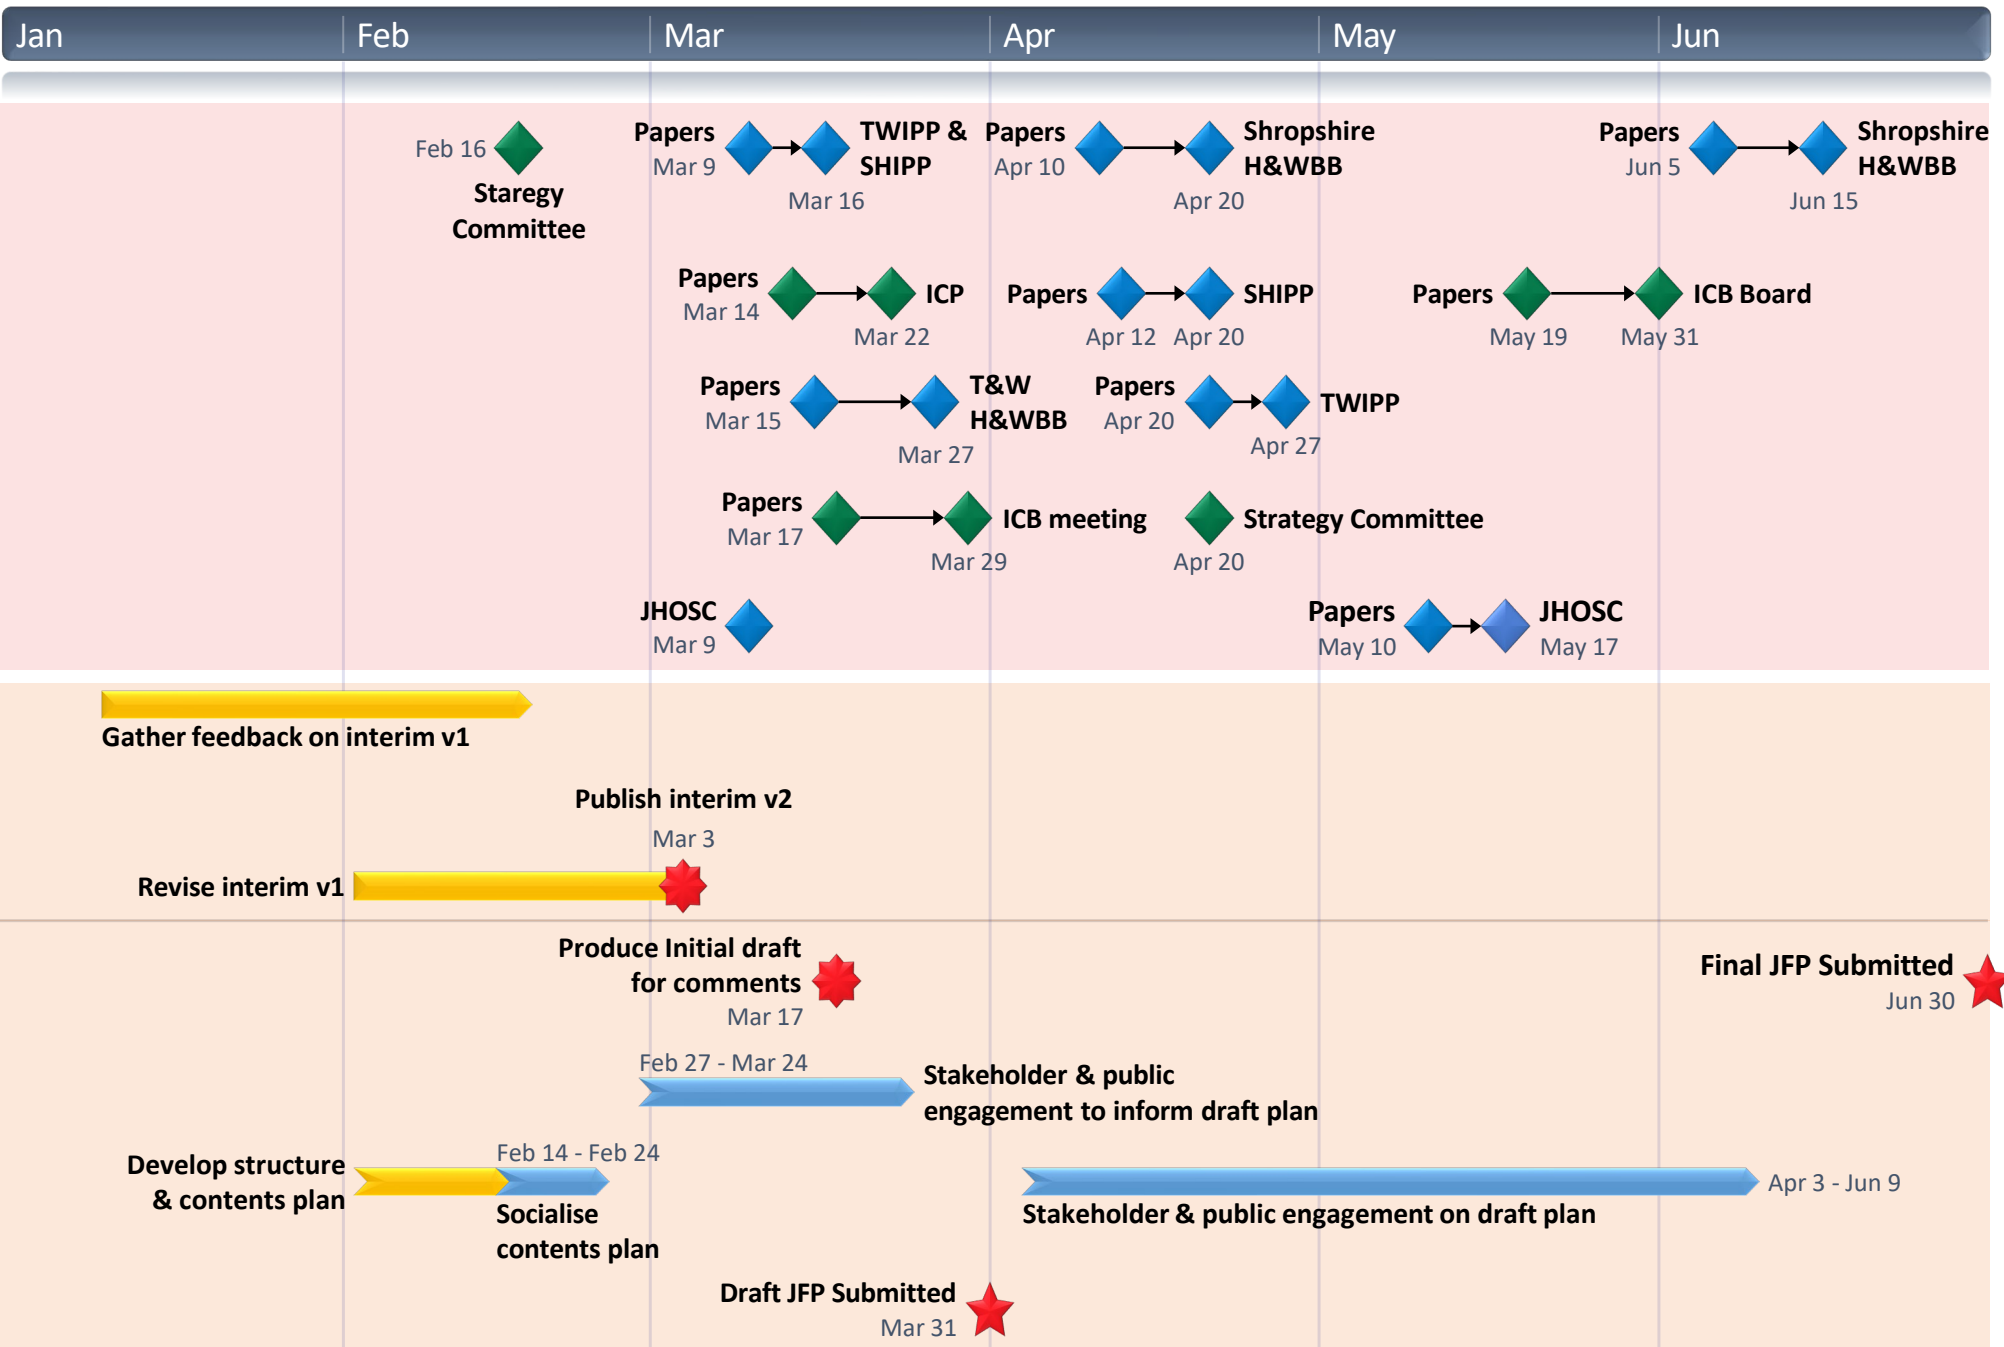 Jan
Feb
Mar
Apr
May
Jun
Feb 16
Staregy
Committee
Papers
Mar 9
TWIPP &
SHIPP
Mar 16
Papers
Apr 10
Shropshire
H&WBB
Apr 20
Papers
Jun 5
Shropshire
H&WBB
Jun 15
Papers
Mar 14
ICP
Mar 22
Papers
Apr 12
SHIPP
Apr 20
Papers
May 19
ICB Board
May 31
Papers
Mar 15
T&W
H&WBB
Mar 27
Papers
Apr 20
TWIPP
Apr 27
Papers
Mar 17
ICB meeting
Mar 29
Strategy Committee
Apr 20
JHOSC
Mar 9
Papers
May 10
JHOSC
May 17
Gather feedback on interim v1
Publish interim v2
Mar 3
Revise interim v1
Produce Initial draft
for comments
Mar 17
Final JFP Submitted
Jun 30
Feb 27 - Mar 24
Stakeholder & public
engagement to inform draft plan
Develop structure
& contents plan
Feb 14 - Feb 24
Socialise
contents plan
Apr 3 - Jun 9
Stakeholder & public engagement on draft plan
Draft JFP Submitted
Mar 31